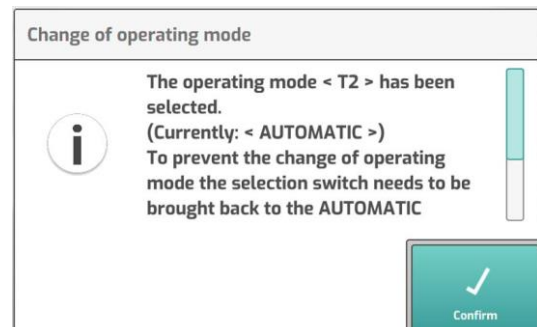 Change of operating mode
The operating mode < T2 > has been
selected.
(Currently: < AUTOMATIC >)
To prevent the change of operating
mode the selection switch needs to be
brought back to the AUTOMATIC
Confirm